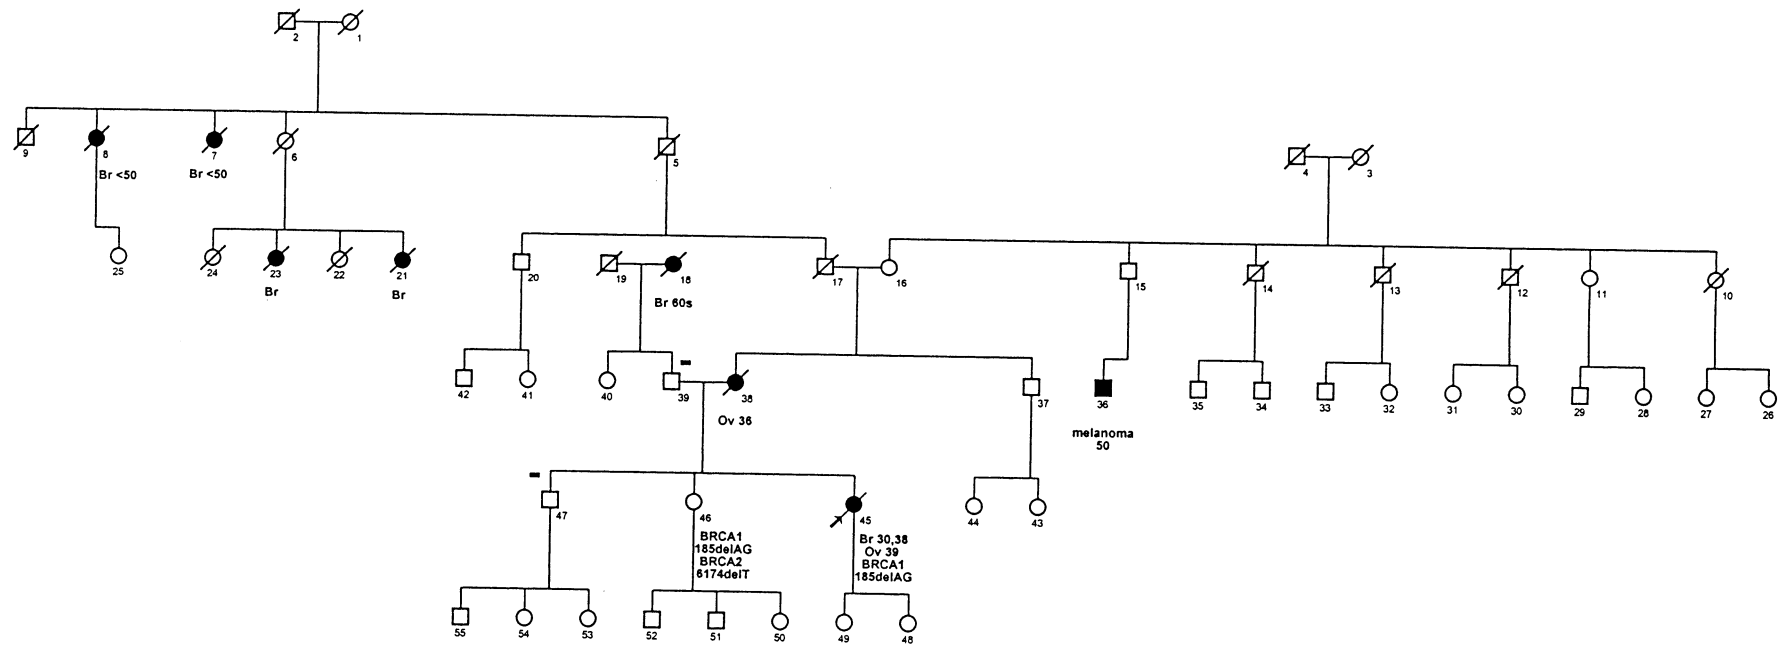 2 1
9 8 7 6 5
Br <50 Br <50
4 3
25 24 23 22 21
Br Br
20 19 18 17 16
Br 60s
15 14 13 12 11 10
42 41 40 39 38 37
Ov 36
36 35 34 33 32 31 30 29 28 27 26
melanoma
50
47 46 45 44 43
BRCA1
185delAG
BRCA2
6174delT
Br 30,38
Ov 39
BRCA1
185delAG
55 54 53 52 51 50 49 48